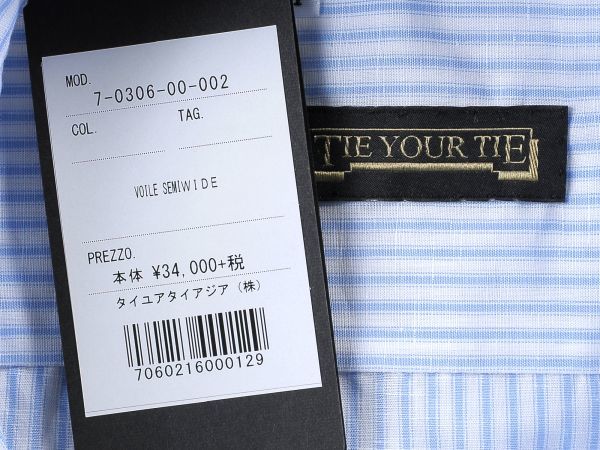 MOD.
7-0306-00-002
COL. TAG.
VOILE SEMIWIDE
PREZZO.
本体 ¥34,000+税
タイユアタイアジア (株)
7060216000129
TIE YOUR TIE